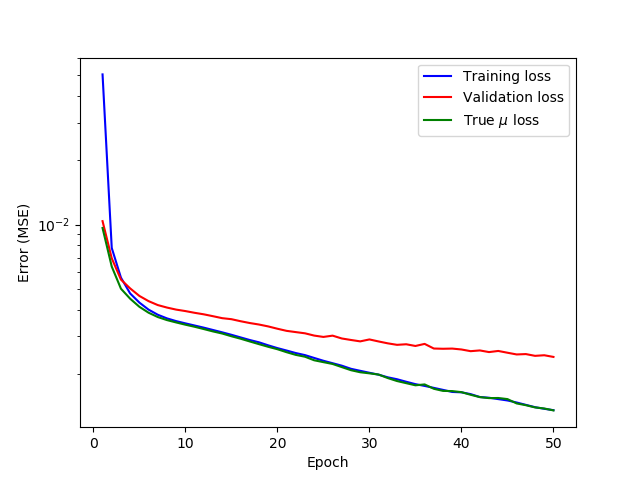 Training loss
Validation loss
True μ loss
10⁻²
Error (MSE)
0 10 20 30 40 50
Epoch